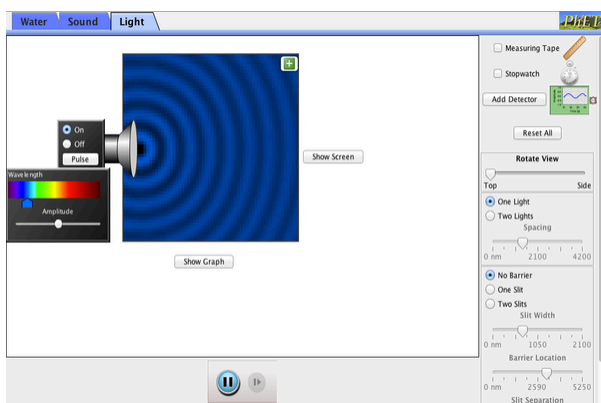 Water Sound Light
PhET
Measuring Tape
Stopwatch
Add Detector
Reset All
On
Off
Pulse
Show Screen
Rotate View
Top Side
Wavelength
Amplitude
One Light
Two Lights
Spacing
0 nm 2100 4200
Show Graph
No Barrier
One Slit
Two Slits
Slit Width
0 nm 1050 2100
Barrier Location
0 nm 2590 5250
Slit Separation